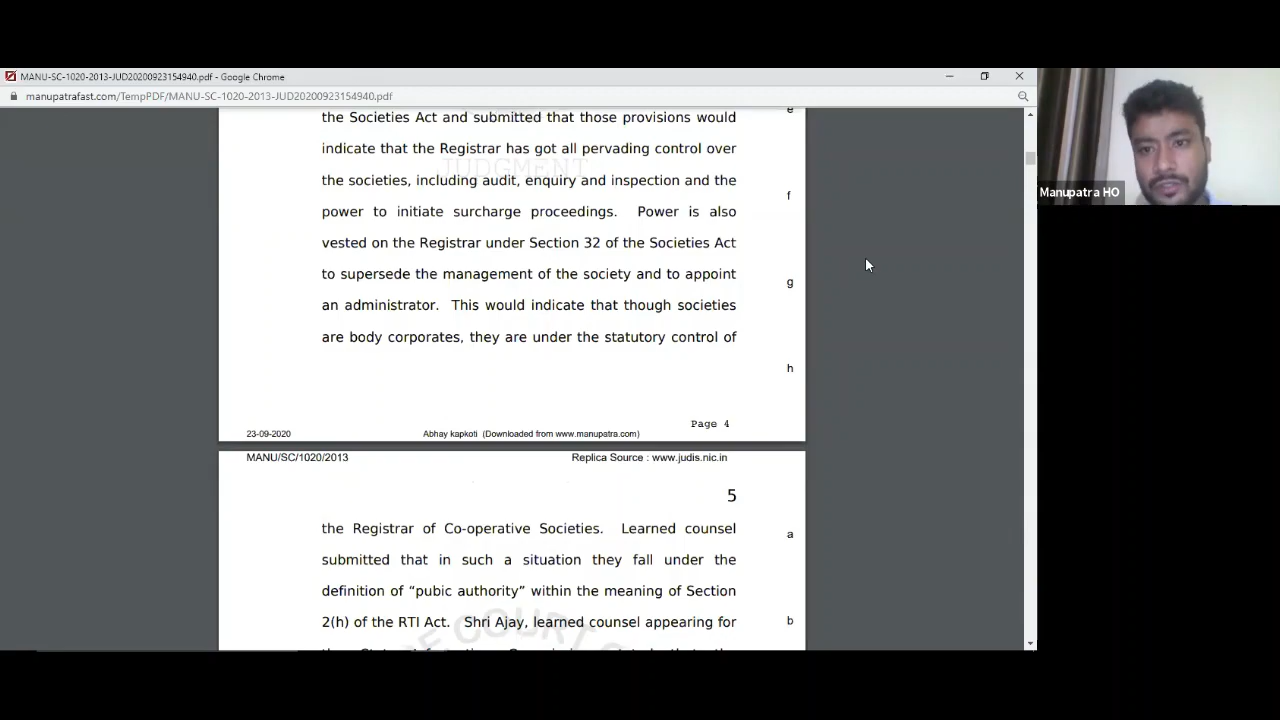 MANU-SC-1020-2013-JUD20200923154940.pdf - Google Chrome
manupatrafast.com/TempPDF/MANU-SC-1020-2013-JUD20200923154940.pdf
the Societies Act and submitted that those provisions would
e
indicate that the Registrar has got all pervading control over
JUDGMENT
the societies, including audit, enquiry and inspection and the
Manupatra HO
f
power to initiate surcharge proceedings. Power is also
vested on the Registrar under Section 32 of the Societies Act
to supersede the management of the society and to appoint
g
an administrator. This would indicate that though societies
are body corporates, they are under the statutory control of
h
Page 4
23-09-2020 Abhay kapkoti (Downloaded from www.manupatra.com)
MANU/SC/1020/2013 Replica Source : www.judis.nic.in
5
the Registrar of Co-operative Societies. Learned counsel
a
submitted that in such a situation they fall under the
definition of “pubic authority” within the meaning of Section
2(h) of the RTI Act. Shri Ajay, learned counsel appearing for
b